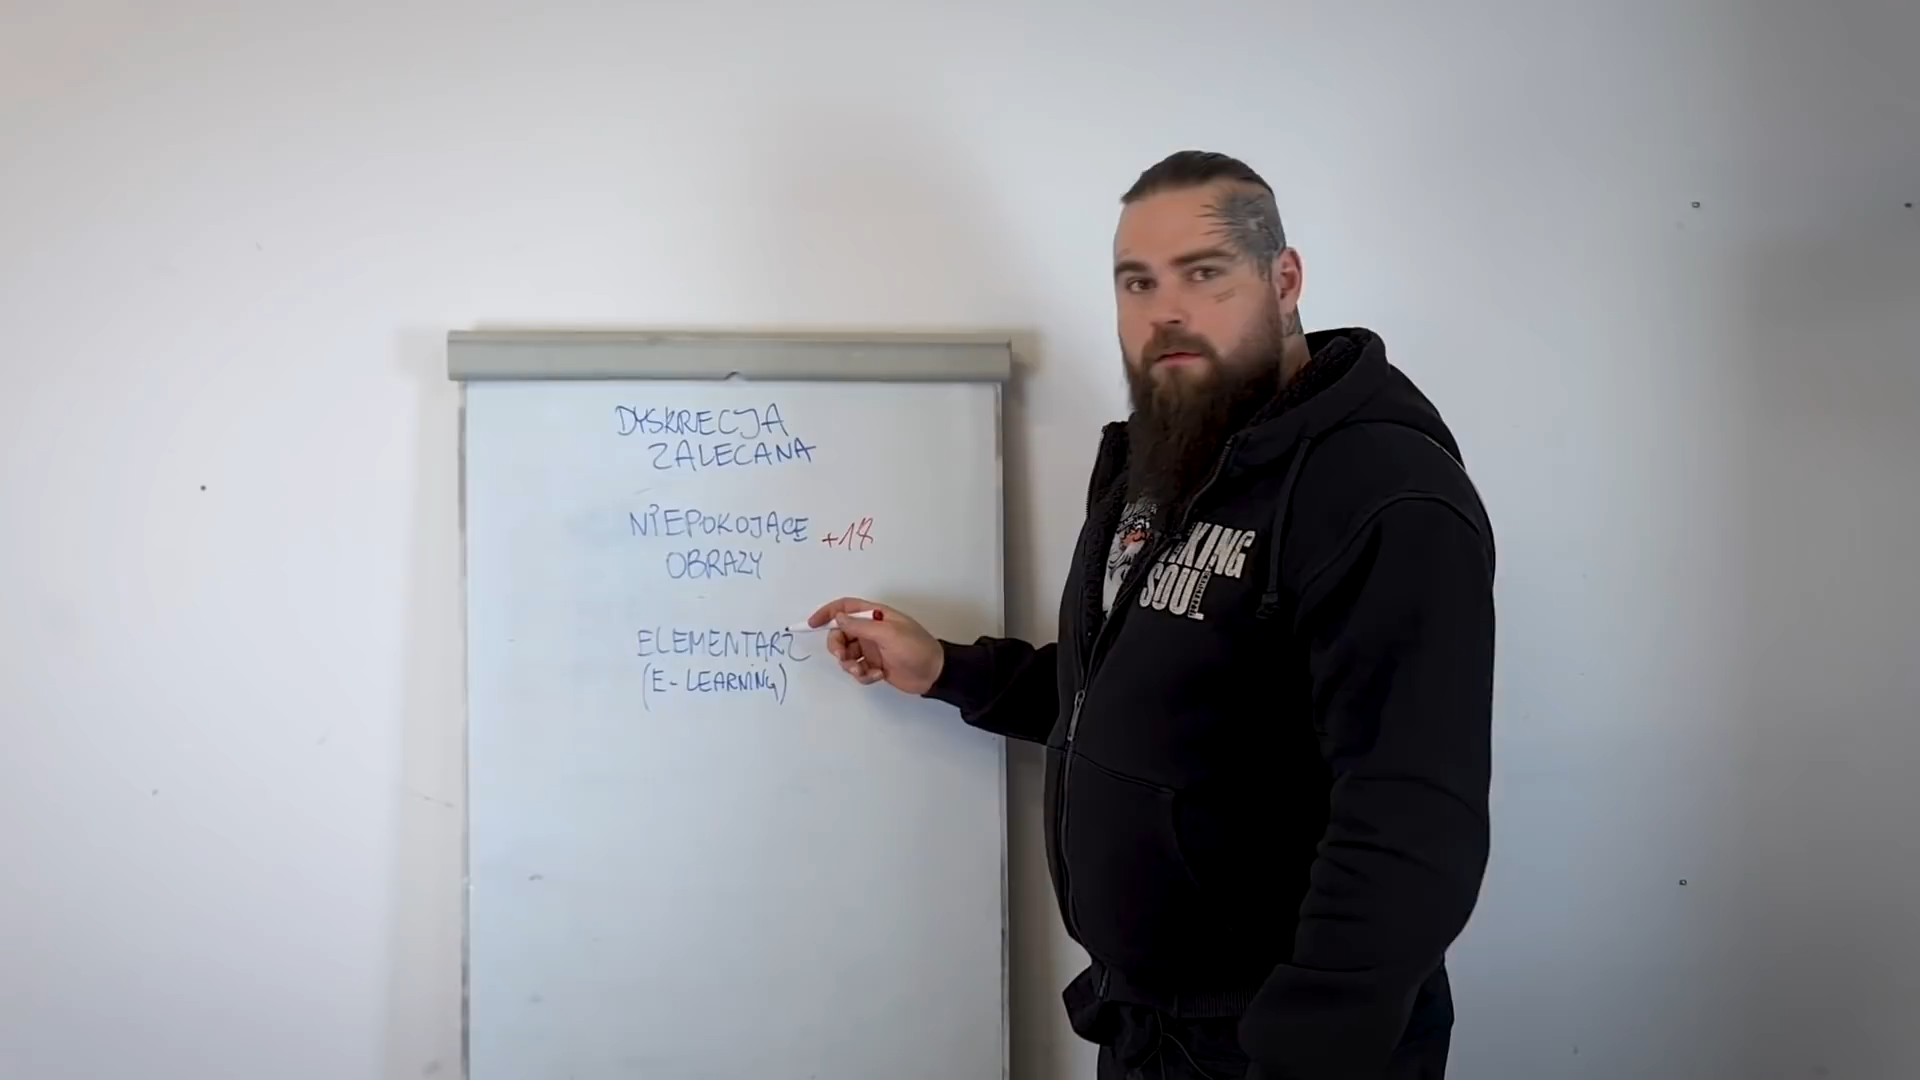 DYSKRECJA
ZALECANA
NIEPOKOJĄCE +18
OBRAZY
ELEMENTARZ
(E-LEARNING)
KING
SOUL